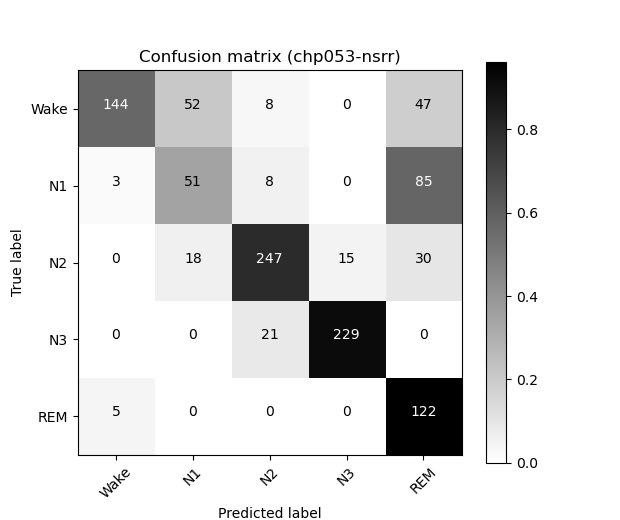 Confusion matrix (chp053-nsrr)
Wake 144 52 8 0 47
N1 3 51 8 0 85
N2 0 18 247 15 30
N3 0 0 21 229 0
REM 5 0 0 0 122
Wake N1 N2 N3 REM
Predicted label
True label
0.8
0.6
0.4
0.2
0.0